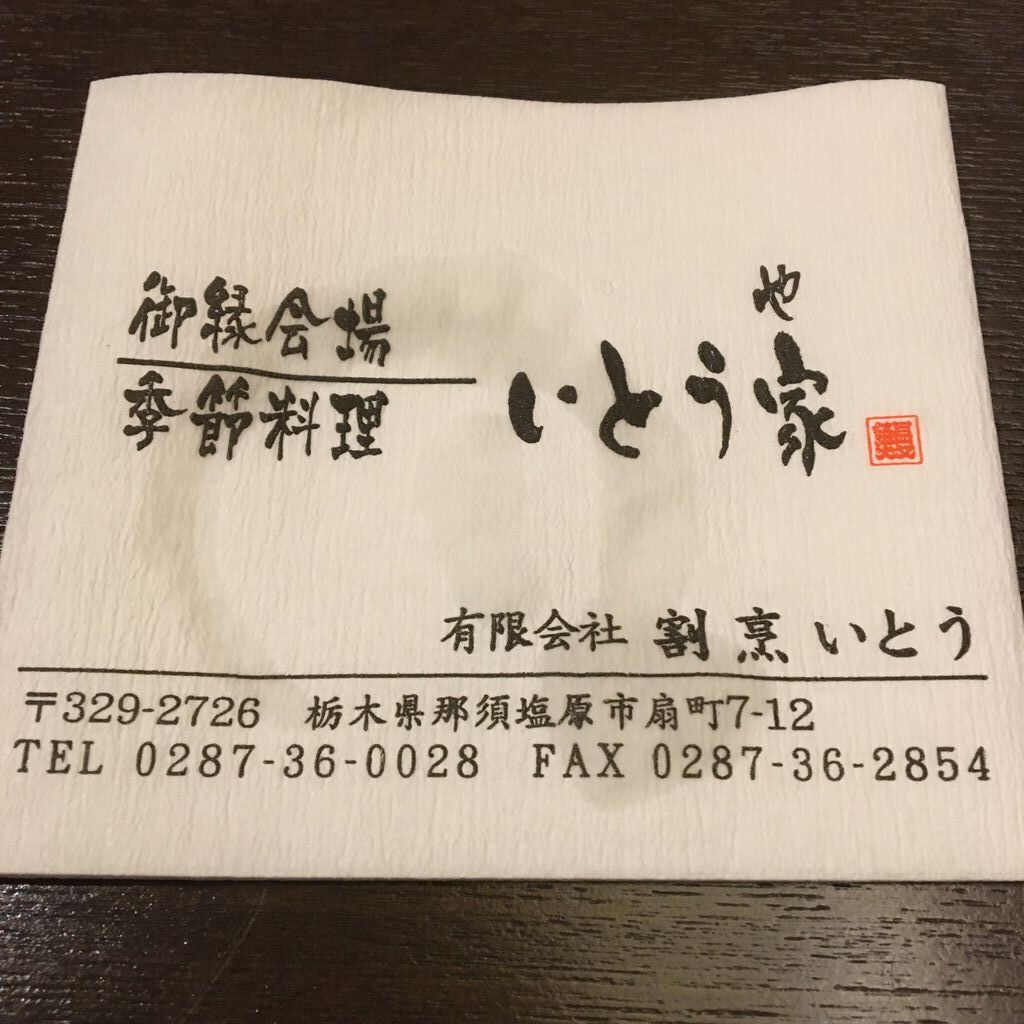 御縁会場
季節料理
や
いとう家
有限会社 割烹 いとう
〒329-2726 栃木県那須塩原市扇町7-12
TEL 0287-36-0028 FAX 0287-36-2854